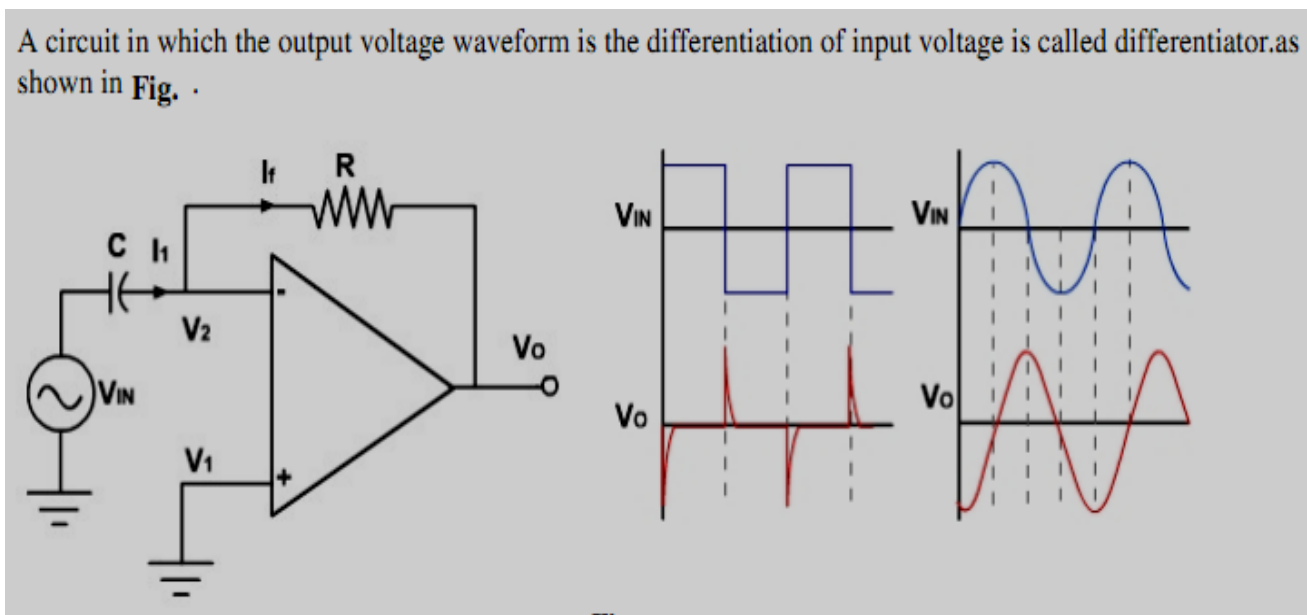 A circuit in which the output voltage waveform is the differentiation of input voltage is called differentiator.as
shown in Fig. .
If
R
C
I1
-
V2
VIN
V1
+
Vo
VIN
Vo
VIN
Vo